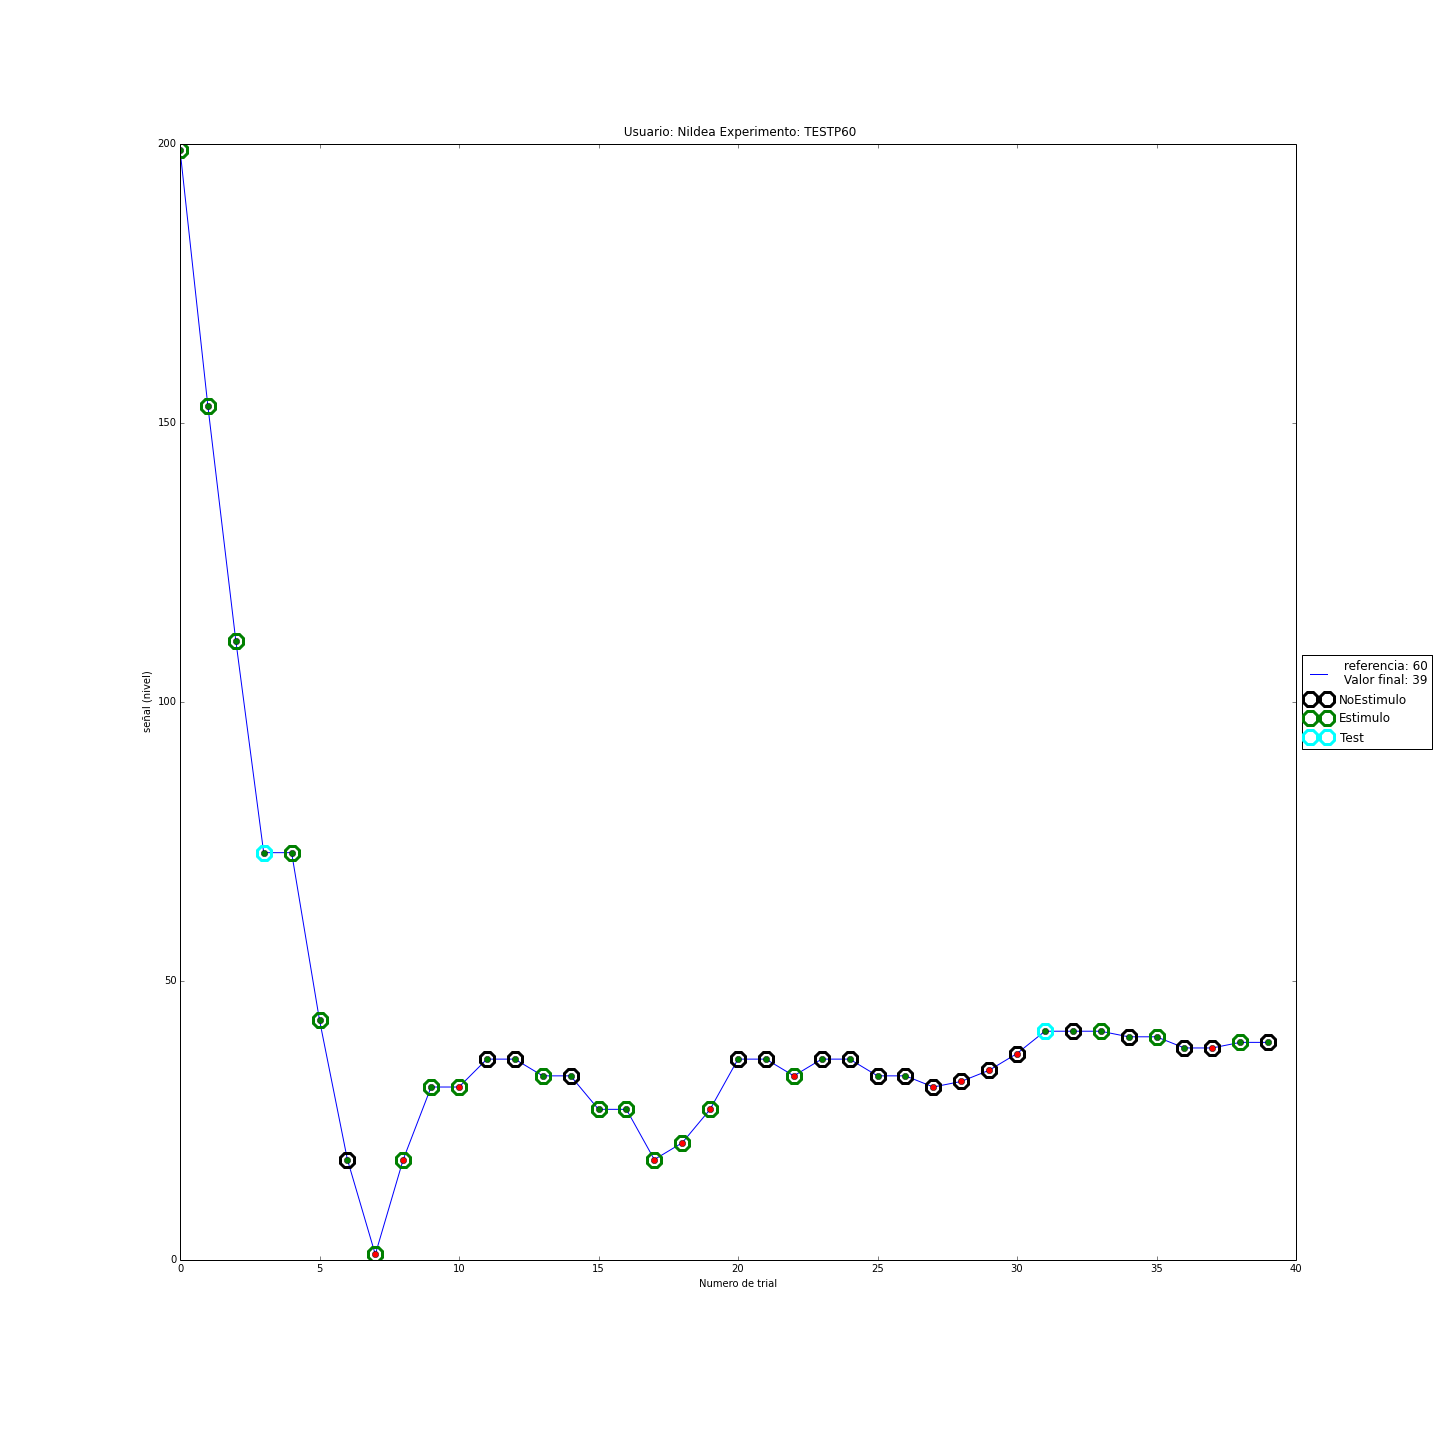 Usuario: Nildea Experimento: TESTP60
200
150
100
50
0
señal (nivel)
0 5 10 15 20 25 30 35 40
Numero de trial
referencia: 60
Valor final: 39
NoEstimulo
Estimulo
Test